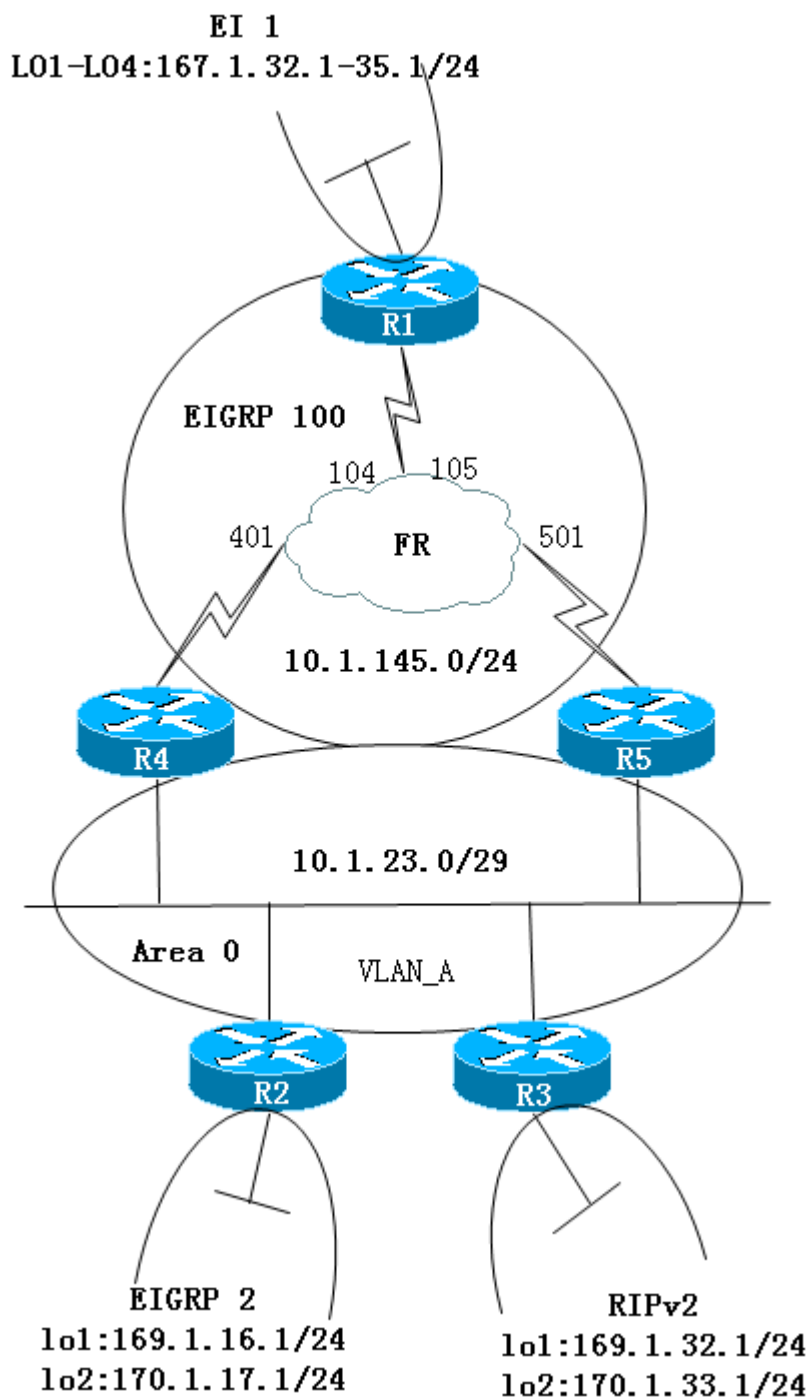 EI 1
LO1-LO4:167.1.32.1-35.1/24
R1
EIGRP 100
104 105
401 FR 501
10.1.145.0/24
R4 R5
10.1.23.0/29
Area 0
VLAN_A
R2 R3
EIGRP 2
lo1:169.1.16.1/24
lo2:170.1.17.1/24
RIPv2
lo1:169.1.32.1/24
lo2:170.1.33.1/24